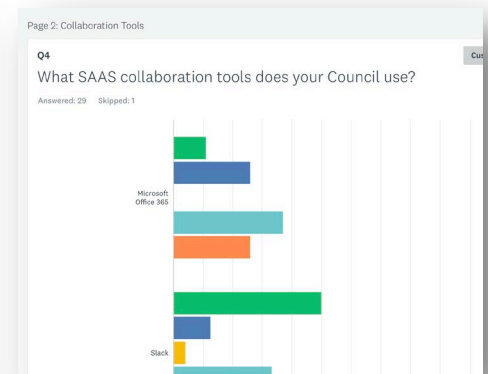 Page 2: Collaboration Tools
Q4
Cus
What SAAS collaboration tools does your Council use?
Answered: 29 Skipped: 1
Microsoft
Office 365
Slack